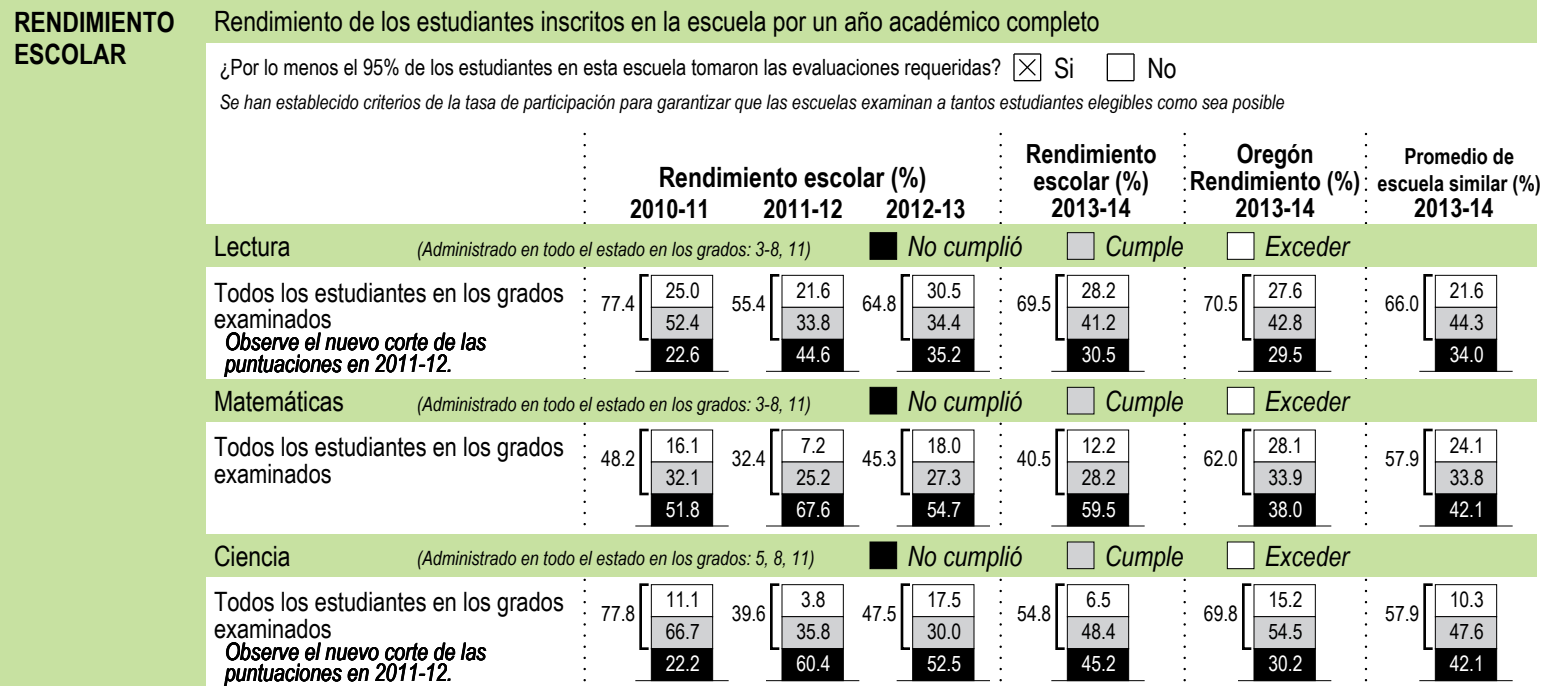 RENDIMIENTO
ESCOLAR
Rendimiento de los estudiantes inscritos en la escuela por un año académico completo
¿Por lo menos el 95% de los estudiantes en esta escuela tomaron las evaluaciones requeridas? ☒ Si ☐ No
Se han establecido criterios de la tasa de participación para garantizar que las escuelas examinan a tantos estudiantes elegibles como sea posible
Rendimiento escolar (%)
2010-11 2011-12 2012-13
Rendimiento
escolar (%)
2013-14
Oregón
Rendimiento (%)
2013-14
Promedio de
escuela similar (%)
2013-14
Lectura (Administrado en todo el estado en los grados: 3-8, 11) No cumplió Cumple Exceder
Todos los estudiantes en los grados
examinados
Observe el nuevo corte de las
puntuaciones en 2011-12.
77.4 25.0 52.4 22.6
55.4 21.6 33.8 44.6
64.8 30.5 34.4 35.2
69.5 28.2 41.2 30.5
70.5 27.6 42.8 29.5
66.0 21.6 44.3 34.0
Matemáticas (Administrado en todo el estado en los grados: 3-8, 11) No cumplió Cumple Exceder
Todos los estudiantes en los grados
examinados
48.2 16.1 32.1 51.8
32.4 7.2 25.2 67.6
45.3 18.0 27.3 54.7
40.5 12.2 28.2 59.5
62.0 28.1 33.9 38.0
57.9 24.1 33.8 42.1
Ciencia (Administrado en todo el estado en los grados: 5, 8, 11) No cumplió Cumple Exceder
Todos los estudiantes en los grados
examinados
Observe el nuevo corte de las
puntuaciones en 2011-12.
77.8 11.1 66.7 22.2
39.6 3.8 35.8 60.4
47.5 17.5 30.0 52.5
54.8 6.5 48.4 45.2
69.8 15.2 54.5 30.2
57.9 10.3 47.6 42.1